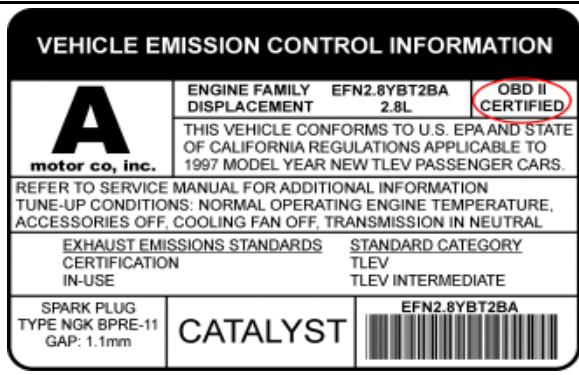 VEHICLE EMISSION CONTROL INFORMATION
A
motor co, inc.
ENGINE FAMILY EFN2.8YBT2BA
DISPLACEMENT 2.8L
OBD II
CERTIFIED
THIS VEHICLE CONFORMS TO U.S. EPA AND STATE
OF CALIFORNIA REGULATIONS APPLICABLE TO
1997 MODEL YEAR NEW TLEV PASSENGER CARS.
REFER TO SERVICE MANUAL FOR ADDITIONAL INFORMATION
TUNE-UP CONDITIONS: NORMAL OPERATING ENGINE TEMPERATURE,
ACCESSORIES OFF, COOLING FAN OFF, TRANSMISSION IN NEUTRAL
EXHAUST EMISSIONS STANDARDS STANDARD CATEGORY
CERTIFICATION TLEV
IN-USE TLEV INTERMEDIATE
SPARK PLUG
TYPE NGK BPRE-11
GAP: 1.1mm
CATALYST
EFN2.8YBT2BA